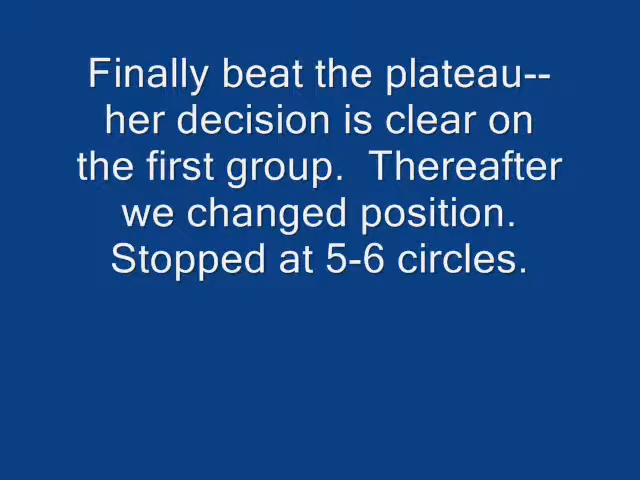 Finally beat the plateau--
her decision is clear on
the first group.  Thereafter
we changed position.
Stopped at 5-6 circles.